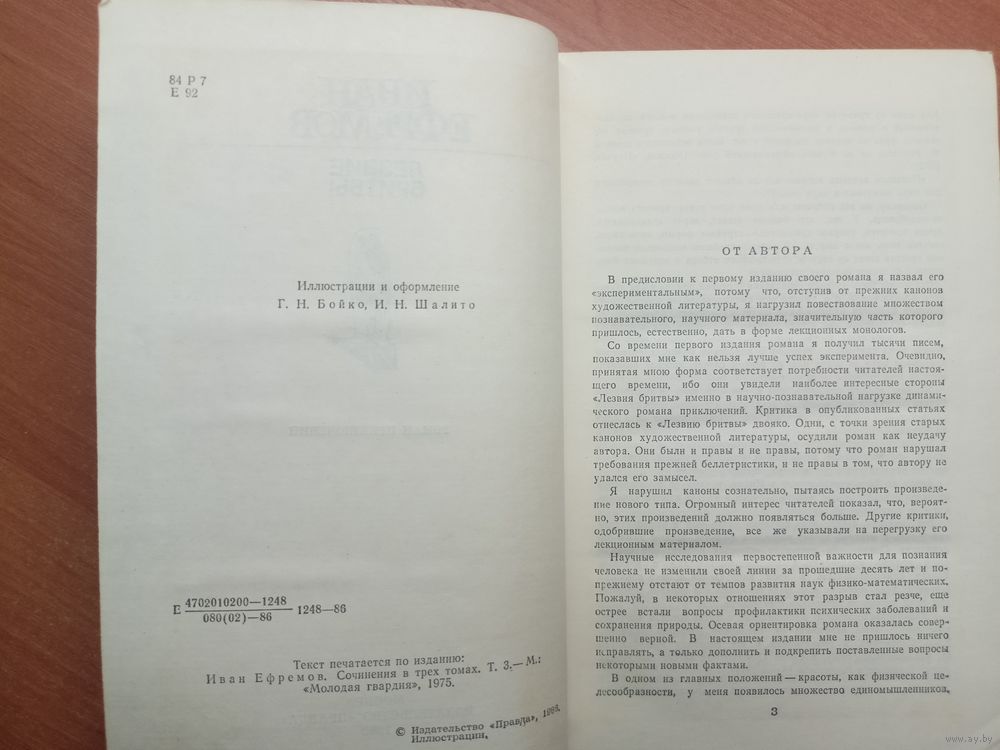 84 Р 7
Е 92
Иллюстрации и оформление
Г. Н. Бойко, И. Н. Шалито
Е 4702010200—1248
080(02)—86
1248—86
Текст печатается по изданию:
Иван Ефремов. Сочинения в трех томах. Т. 3.— М.:
«Молодая гвардия», 1975.
© Издательство «Правда», 1986.
Иллюстрации.
ОТ АВТОРА
В предисловии к первому изданию своего романа я назвал его
«экспериментальным», потому что, отступив от прежних канонов
художественной литературы, я нагрузил повествование множеством
познавательного, научного материала, значительную часть которого
пришлось, естественно, дать в форме лекционных монологов.
Со времени первого издания романа я получил тысячи писем,
показавших мне как нельзя лучше успех эксперимента. Очевидно,
принятая мною форма соответствует потребности читателей настоя-
щего времени, ибо они увидели наиболее интересные стороны
«Лезвия бритвы» именно в научно-познавательной нагрузке динами-
ческого романа приключений. Критика в опубликованных статьях
отнеслась к «Лезвию бритвы» двояко. Одни, с точки зрения старых
канонов художественной литературы, осудили роман как неудачу
автора. Они были и правы и не правы, потому что роман нарушал
требования прежней беллетристики, и не правы в том, что автору не
удался его замысел.
Я нарушил каноны сознательно, пытаясь построить произведе-
ние нового типа. Огромный интерес читателей показал, что, вероят-
но, этих произведений должно появляться больше. Другие критики,
одобрившие произведение, все же указывали на перегрузку его
лекционным материалом.
Научные исследования первостепенной важности для познания
человека не изменили своей линии за прошедшие десять лет и по-
прежнему отстают от темпов развития наук физико-математических.
Пожалуй, в некоторых отношениях этот разрыв стал резче, еще
острее встали вопросы профилактики психических заболеваний и
сохранения природы. Осевая ориентировка романа оказалась совер-
шенно верной. В настоящем издании мне не пришлось ничего
исправлять, а только дополнить и подкрепить поставленные вопросы
некоторыми новыми фактами.
В одном из главных положений — красоты, как физической це-
лесообразности, у меня появилось множество единомышленников,
3
www.ay.by